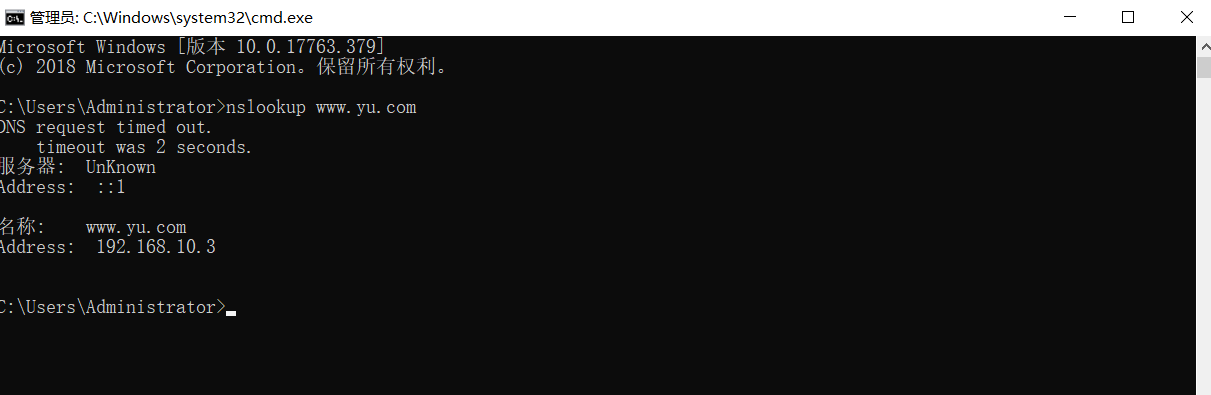 管理员: C:\Windows\system32\cmd.exe
Microsoft Windows [版本 10.0.17763.379]
(c) 2018 Microsoft Corporation。保留所有权利。
C:\Users\Administrator>nslookup www.yu.com
DNS request timed out.
    timeout was 2 seconds.
服务器:  UnKnown
Address:  ::1
名称:    www.yu.com
Address:  192.168.10.3
C:\Users\Administrator>